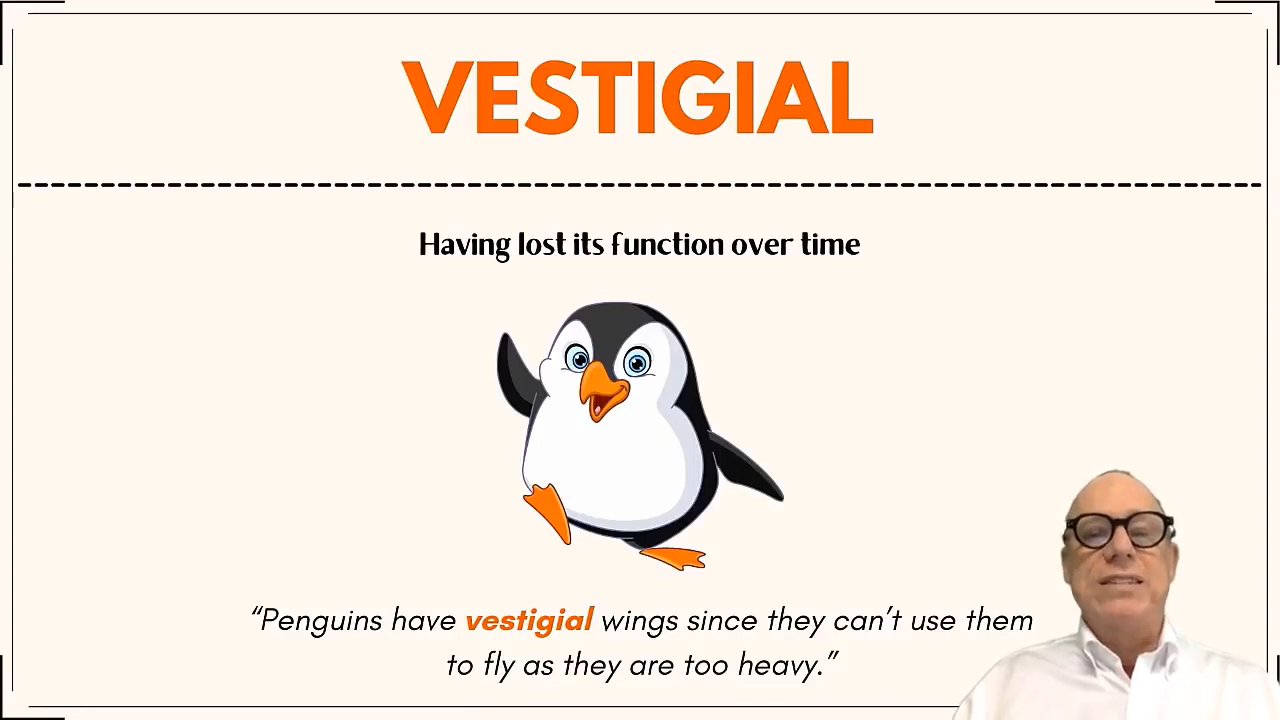 VESTIGIAL
Having lost its function over time
“Penguins have vestigial wings since they can’t use them
to fly as they are too heavy.”